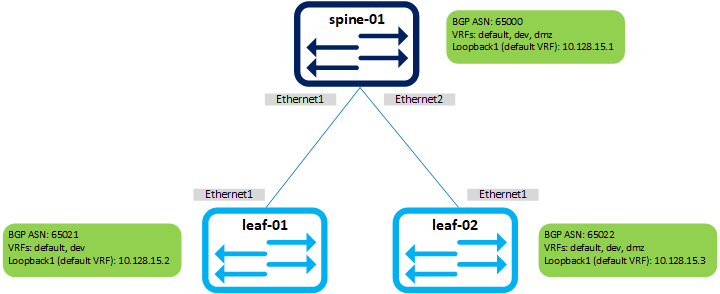 spine-01
BGP ASN: 65000
VRFs: default, dev, dmz
Loopback1 (default VRF): 10.128.15.1
Ethernet1
Ethernet2
Ethernet1
Ethernet1
BGP ASN: 65021
VRFs: default, dev
Loopback1 (default VRF): 10.128.15.2
leaf-01
leaf-02
BGP ASN: 65022
VRFs: default, dev, dmz
Loopback1 (default VRF): 10.128.15.3